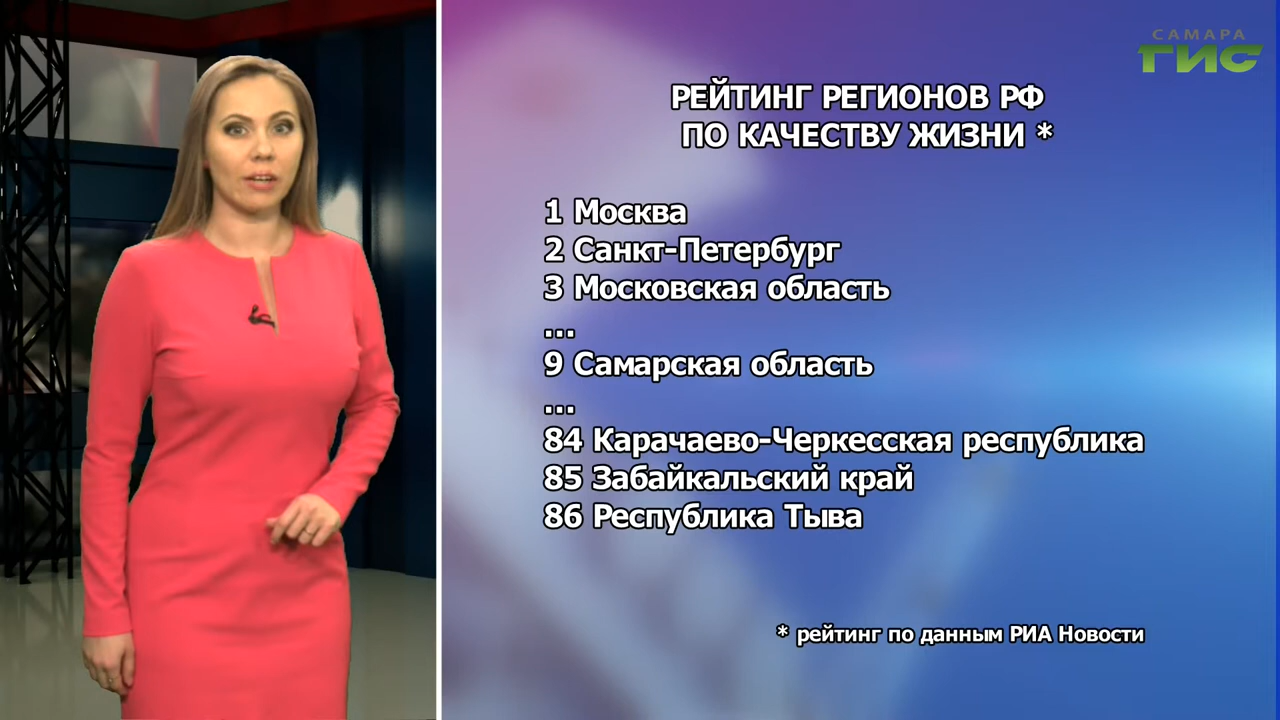 САМАРА
ГИС
РЕЙТИНГ РЕГИОНОВ РФ
ПО КАЧЕСТВУ ЖИЗНИ *
1 Москва
2 Санкт-Петербург
3 Московская область
...
9 Самарская область
...
84 Карачаево-Черкесская республика
85 Забайкальский край
86 Республика Тыва
* рейтинг по данным РИА Новости